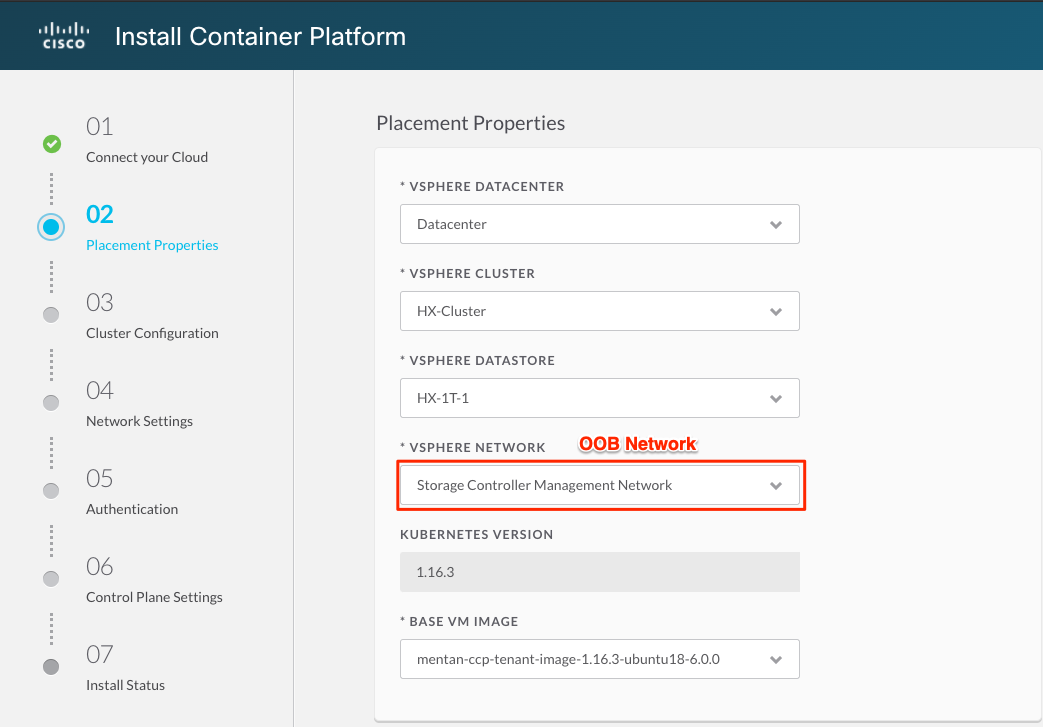 CISCO
Install Container Platform
01
Connect your Cloud
02
Placement Properties
03
Cluster Configuration
04
Network Settings
05
Authentication
06
Control Plane Settings
07
Install Status
Placement Properties
* VSPHERE DATACENTER
Datacenter
* VSPHERE CLUSTER
HX-Cluster
* VSPHERE DATASTORE
HX-1T-1
* VSPHERE NETWORK OOB Network
Storage Controller Management Network
KUBERNETES VERSION
1.16.3
* BASE VM IMAGE
mentan-ccp-tenant-image-1.16.3-ubuntu18-6.0.0